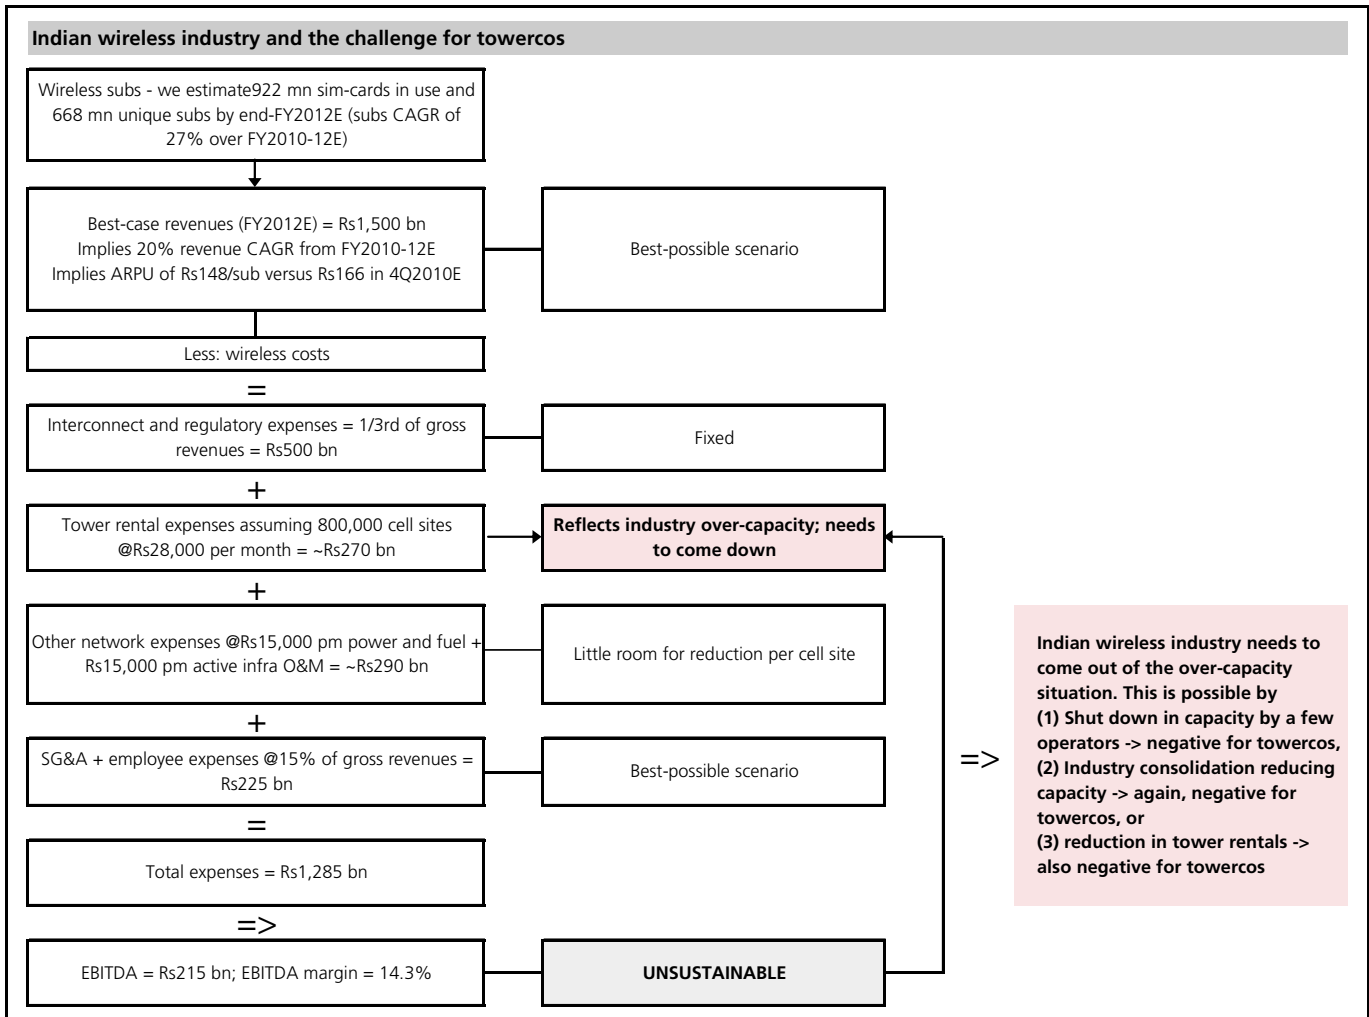 Indian wireless industry and the challenge for towercos
Wireless subs - we estimate922 mn sim-cards in use and
668 mn unique subs by end-FY2012E (subs CAGR of
27% over FY2010-12E)
Best-case revenues (FY2012E) = Rs1,500 bn
Implies 20% revenue CAGR from FY2010-12E
Implies ARPU of Rs148/sub versus Rs166 in 4Q2010E
Best-possible scenario
Less: wireless costs
=
Interconnect and regulatory expenses = 1/3rd of gross
revenues = Rs500 bn
Fixed
+
Tower rental expenses assuming 800,000 cell sites
@Rs28,000 per month = ~Rs270 bn
Reflects industry over-capacity; needs
to come down
+
Other network expenses @Rs15,000 pm power and fuel +
Rs15,000 pm active infra O&M = ~Rs290 bn
Little room for reduction per cell site
+
SG&A + employee expenses @15% of gross revenues =
Rs225 bn
Best-possible scenario
=
Total expenses = Rs1,285 bn
=>
EBITDA = Rs215 bn; EBITDA margin = 14.3%
UNSUSTAINABLE
=>
Indian wireless industry needs to
come out of the over-capacity
situation. This is possible by
(1) Shut down in capacity by a few
operators -> negative for towercos,
(2) Industry consolidation reducing
capacity -> again, negative for
towercos, or
(3) reduction in tower rentals ->
also negative for towercos